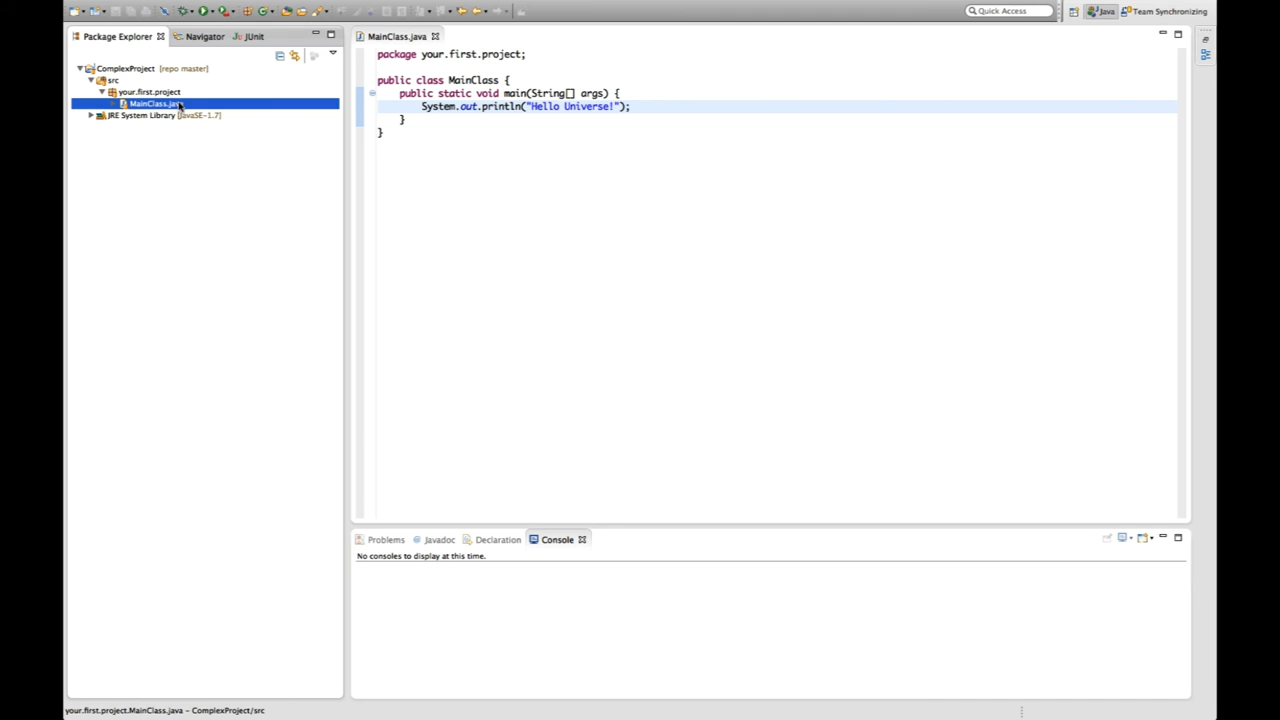 Quick Access
Java
Team Synchronizing
Package Explorer
Navigator
JUnit
ComplexProject [repo master]
src
your.first.project
MainClass.java
JRE System Library [JavaSE-1.7]
MainClass.java
package your.first.project;
public class MainClass {
public static void main(String[] args) {
System.out.println("Hello Universe!");
}
}
Problems
Javadoc
Declaration
Console
No consoles to display at this time.
your.first.project.MainClass.java - ComplexProject/src